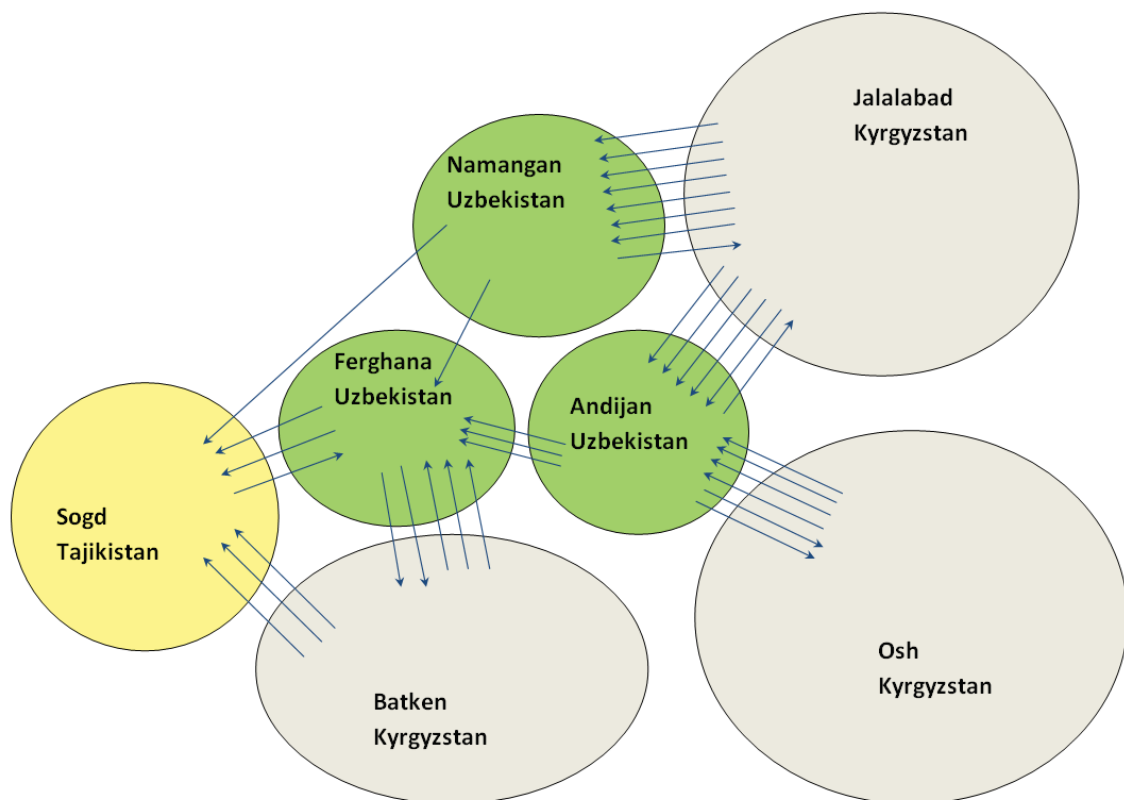 Jalalabad
Kyrgyzstan
Namangan
Uzbekistan
Ferghana
Uzbekistan
Andijan
Uzbekistan
Sogd
Tajikistan
Osh
Kyrgyzstan
Batken
Kyrgyzstan